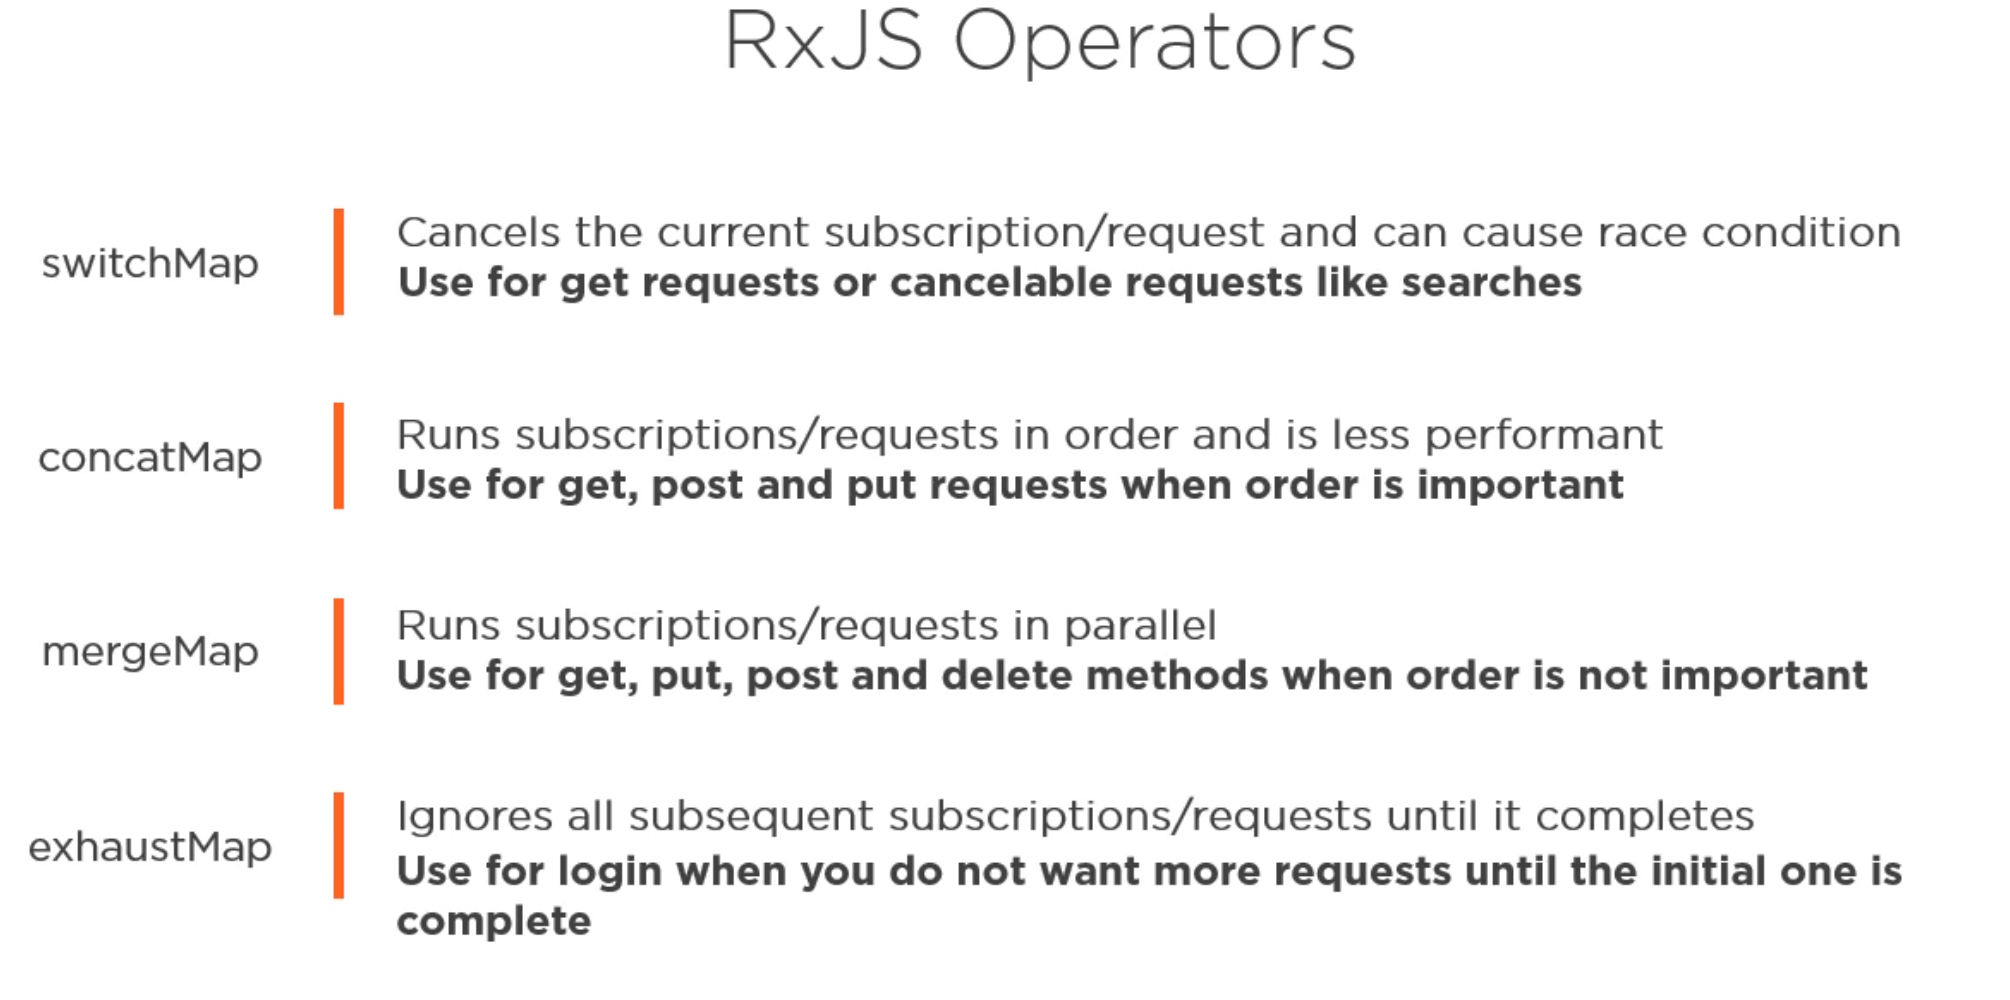 RxJS Operators
switchMap
Cancels the current subscription/request and can cause race condition
Use for get requests or cancelable requests like searches
concatMap
Runs subscriptions/requests in order and is less performant
Use for get, post and put requests when order is important
mergeMap
Runs subscriptions/requests in parallel
Use for get, put, post and delete methods when order is not important
exhaustMap
Ignores all subsequent subscriptions/requests until it completes
Use for login when you do not want more requests until the initial one is
complete